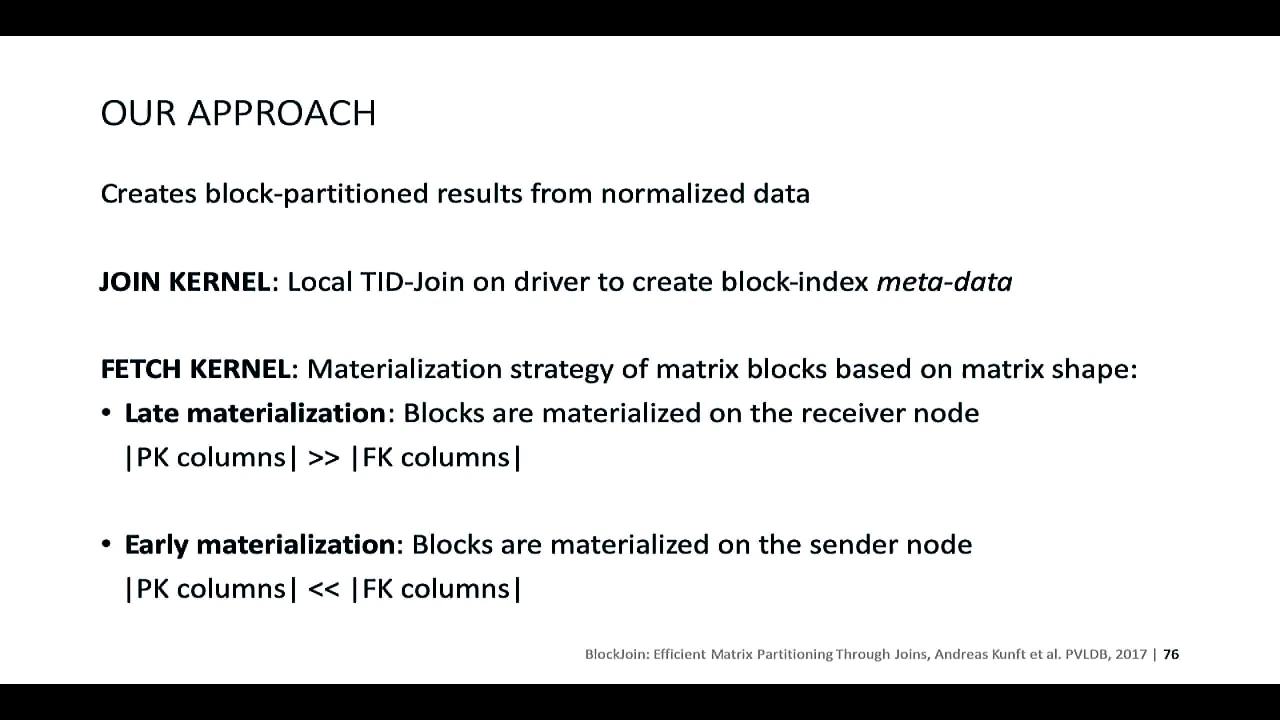 OUR APPROACH
Creates block-partitioned results from normalized data
JOIN KERNEL: Local TID-Join on driver to create block-index meta-data
FETCH KERNEL: Materialization strategy of matrix blocks based on matrix shape:
• Late materialization: Blocks are materialized on the receiver node
|PK columns| >> |FK columns|
• Early materialization: Blocks are materialized on the sender node
|PK columns| << |FK columns|
BlockJoin: Efficient Matrix Partitioning Through Joins, Andreas Kunft et al. PVLDB, 2017 | 76